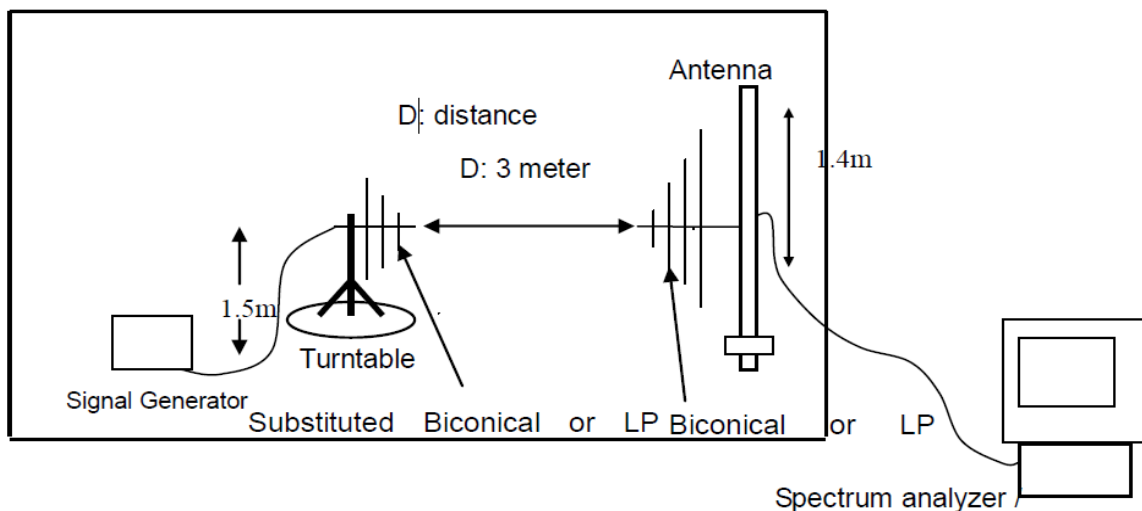 Antenna
D: distance
D: 3 meter
1.4m
1.5m
Turntable
Signal Generator
Substituted Biconical or LP Biconical or LP
Spectrum analyzer /